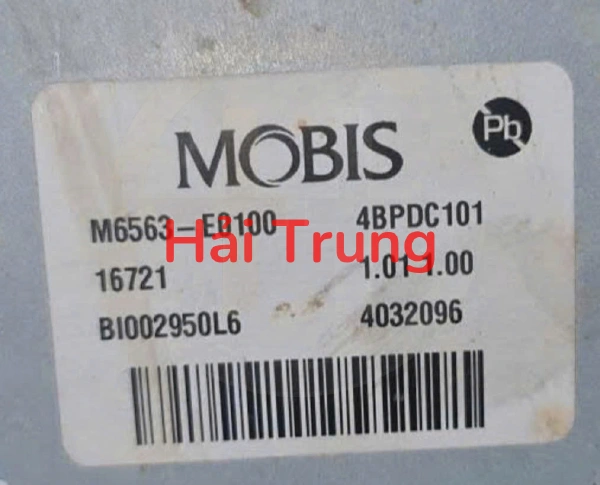 MOBIS
Pb
M6563-E0100 4BPDC101
Hai Trung
16721 1.01 1.00
BI002950L6 4032096